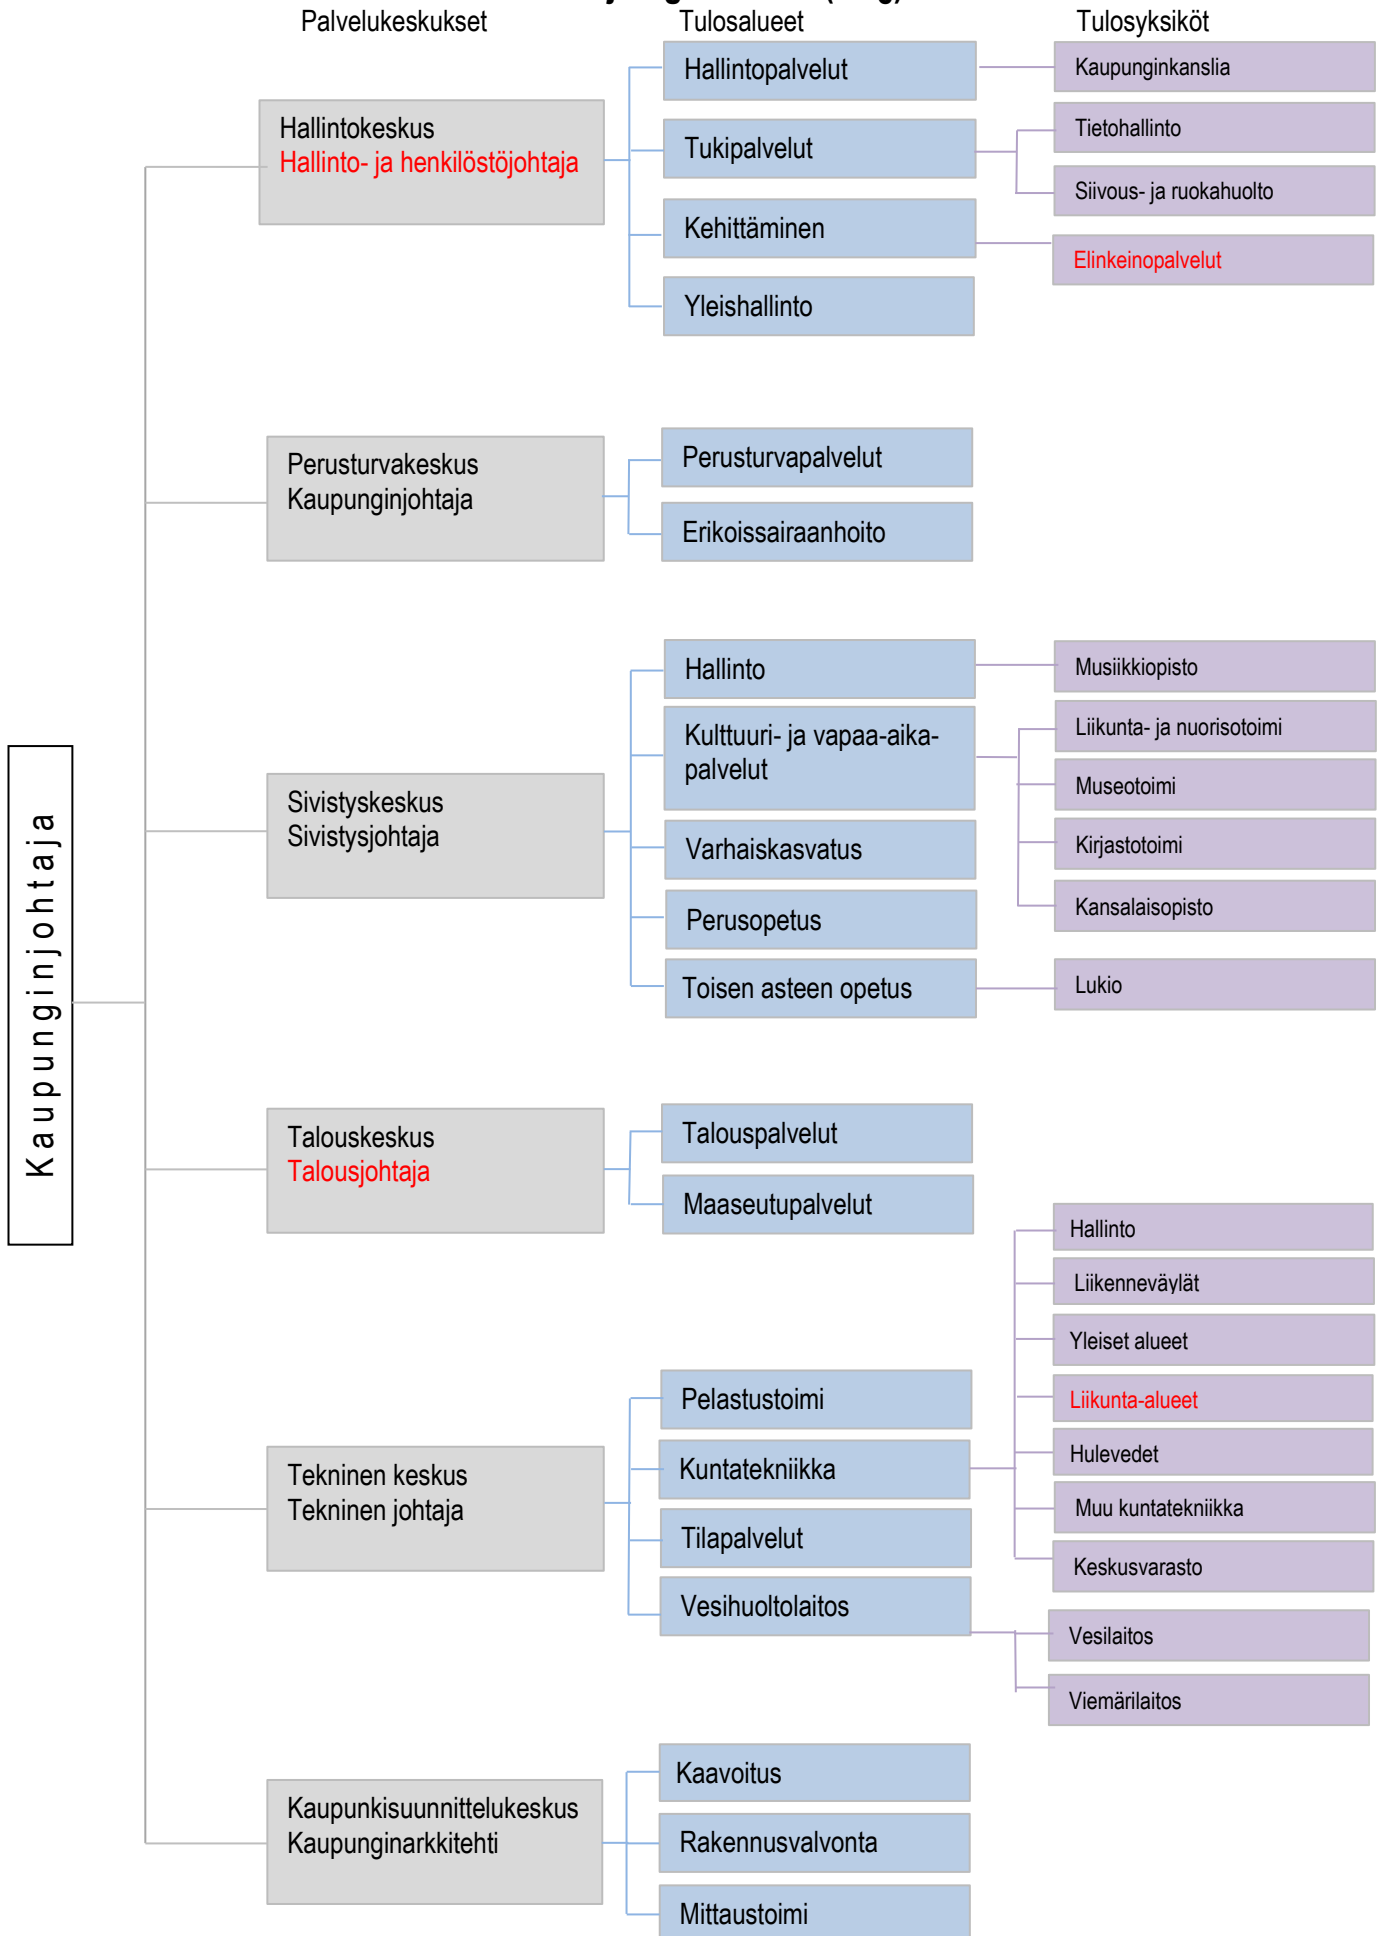 Palvelukeskukset
Tulosalueet
Tulosyksiköt
Hallintokeskus
Hallinto- ja henkilöstöjohtaja
Hallintopalvelut
Kaupunginkanslia
Tukipalvelut
Tietohallinto
Siivous- ja ruokahuolto
Kehittäminen
Elinkeinopalvelut
Yleishallinto
Perusturvakeskus
Kaupunginjohtaja
Perusturvapalvelut
Erikoissairaanhoito
Kaupunginjohtaja
Sivistyskeskus
Sivistysjohtaja
Hallinto
Musiikkiopisto
Kulttuuri- ja vapaa-aika-
palvelut
Liikunta- ja nuorisotoimi
Museotoimi
Kirjastotoimi
Kansalaisopisto
Varhaiskasvatus
Perusopetus
Toisen asteen opetus
Lukio
Talouskeskus
Talousjohtaja
Talouspalvelut
Maaseutupalvelut
Tekninen keskus
Tekninen johtaja
Pelastustoimi
Kuntatekniikka
Hallinto
Liikenneväylät
Yleiset alueet
Liikunta-alueet
Hulevedet
Muu kuntatekniikka
Keskusvarasto
Tilapalvelut
Vesihuoltolaitos
Vesilaitos
Viemärilaitos
Kaupunkisuunnittelukeskus
Kaupunginarkkitehti
Kaavoitus
Rakennusvalvonta
Mittaustoimi